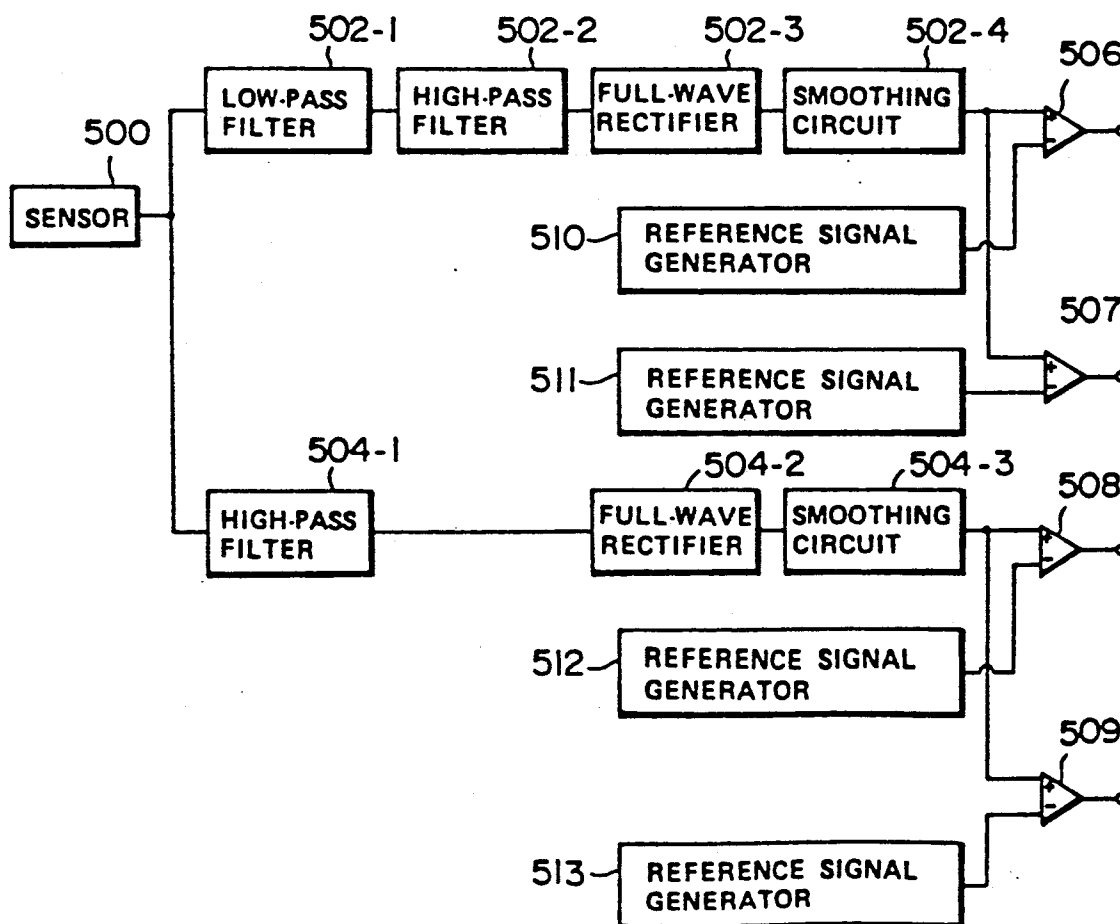 502-1
502-2
502-3
502-4
506
LOW-PASS
FILTER
HIGH-PASS
FILTER
FULL-WAVE
RECTIFIER
SMOOTHING
CIRCUIT
+
-
500
SENSOR
510
REFERENCE SIGNAL
GENERATOR
507
511
REFERENCE SIGNAL
GENERATOR
+
-
504-1
504-2
504-3
508
HIGH-PASS
FILTER
FULL-WAVE
RECTIFIER
SMOOTHING
CIRCUIT
+
-
512
REFERENCE SIGNAL
GENERATOR
509
+
-
513
REFERENCE SIGNAL
GENERATOR